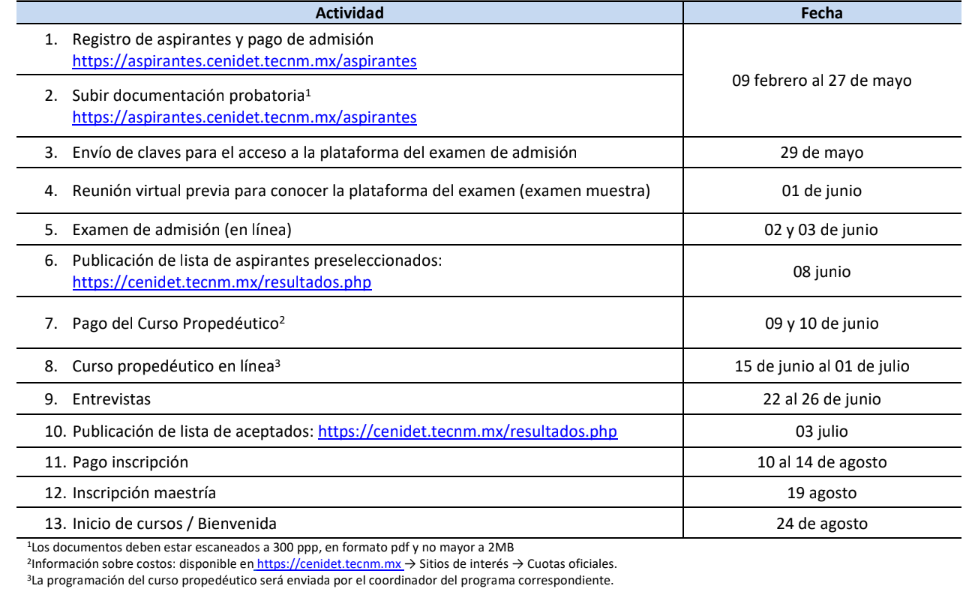 Actividad Fecha
1. Registro de aspirantes y pago de admisión
https://aspirantes.cenidet.tecnm.mx/aspirantes
09 febrero al 27 de mayo
2. Subir documentación probatoria¹
https://aspirantes.cenidet.tecnm.mx/aspirantes
3. Envío de claves para el acceso a la plataforma del examen de admisión 29 de mayo
4. Reunión virtual previa para conocer la plataforma del examen (examen muestra) 01 de junio
5. Examen de admisión (en línea) 02 y 03 de junio
6. Publicación de lista de aspirantes preseleccionados:
https://cenidet.tecnm.mx/resultados.php
08 junio
7. Pago del Curso Propedéutico² 09 y 10 de junio
8. Curso propedéutico en línea³ 15 de junio al 01 de julio
9. Entrevistas 22 al 26 de junio
10. Publicación de lista de aceptados: https://cenidet.tecnm.mx/resultados.php 03 julio
11. Pago inscripción 10 al 14 de agosto
12. Inscripción maestría 19 agosto
13. Inicio de cursos / Bienvenida 24 de agosto
¹Los documentos deben estar escaneados a 300 ppp, en formato pdf y no mayor a 2MB
²Información sobre costos: disponible en https://cenidet.tecnm.mx → Sitios de interés → Cuotas oficiales.
³La programación del curso propedéutico será enviada por el coordinador del programa correspondiente.